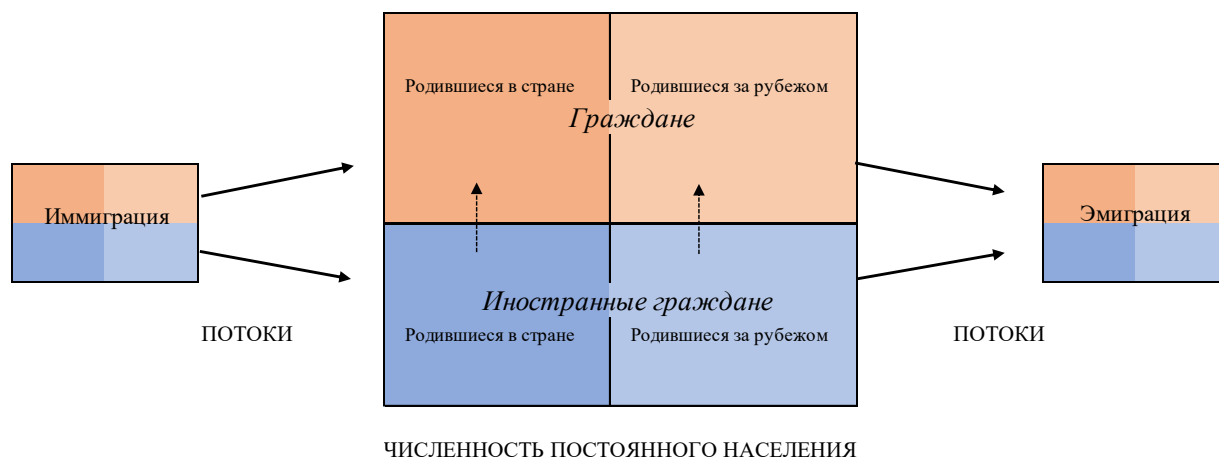 Родившиеся в стране
Родившиеся за рубежом
Граждане
Иммиграция
Эмиграция
Иностранные граждане
Родившиеся в стране
Родившиеся за рубежом
ПОТОКИ
ПОТОКИ
ЧИСЛЕННОСТЬ ПОСТОЯННОГО НАСЕЛЕНИЯ